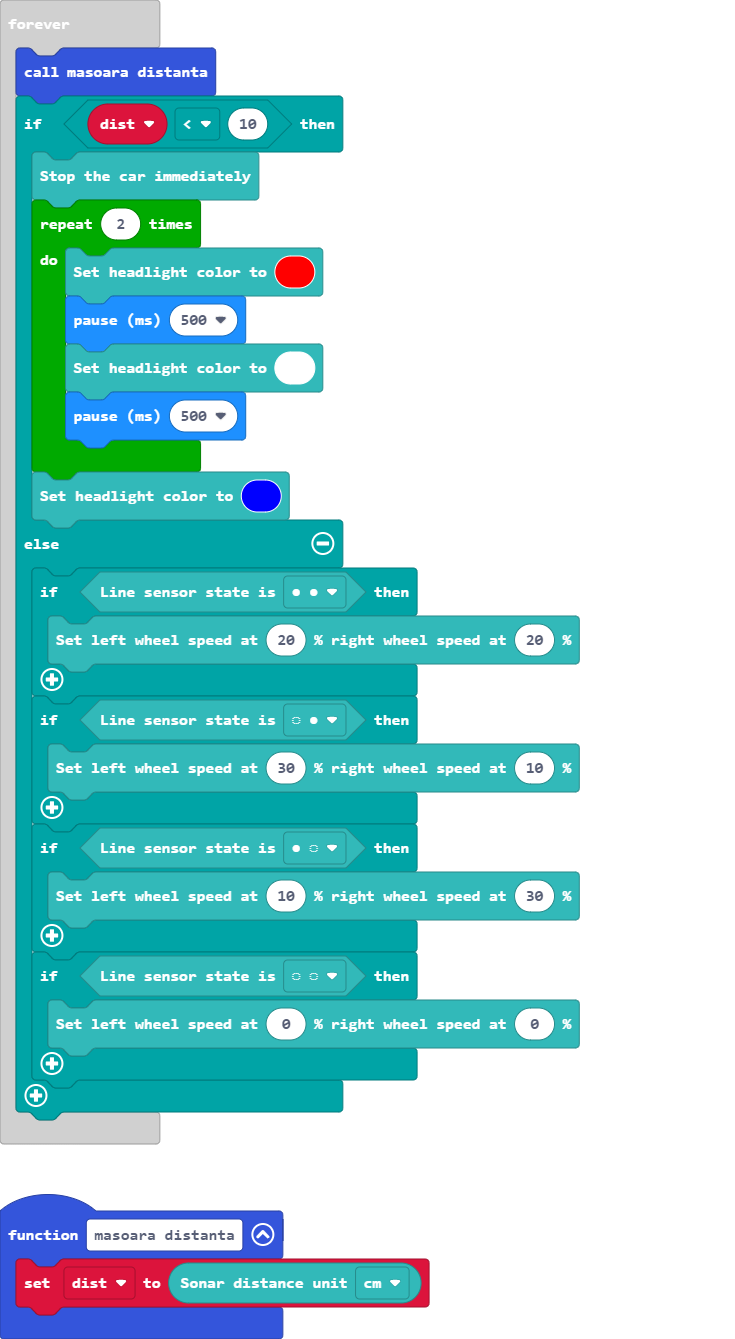 forever
call masoara distanta
if dist < 10 then
Stop the car immediately
repeat 2 times
do
Set headlight color to
pause (ms) 500
Set headlight color to
pause (ms) 500
Set headlight color to
else
if Line sensor state is then
Set left wheel speed at 20 % right wheel speed at 20 %
if Line sensor state is then
Set left wheel speed at 30 % right wheel speed at 10 %
if Line sensor state is then
Set left wheel speed at 10 % right wheel speed at 30 %
if Line sensor state is then
Set left wheel speed at 0 % right wheel speed at 0 %
function masoara distanta
set dist to Sonar distance unit cm